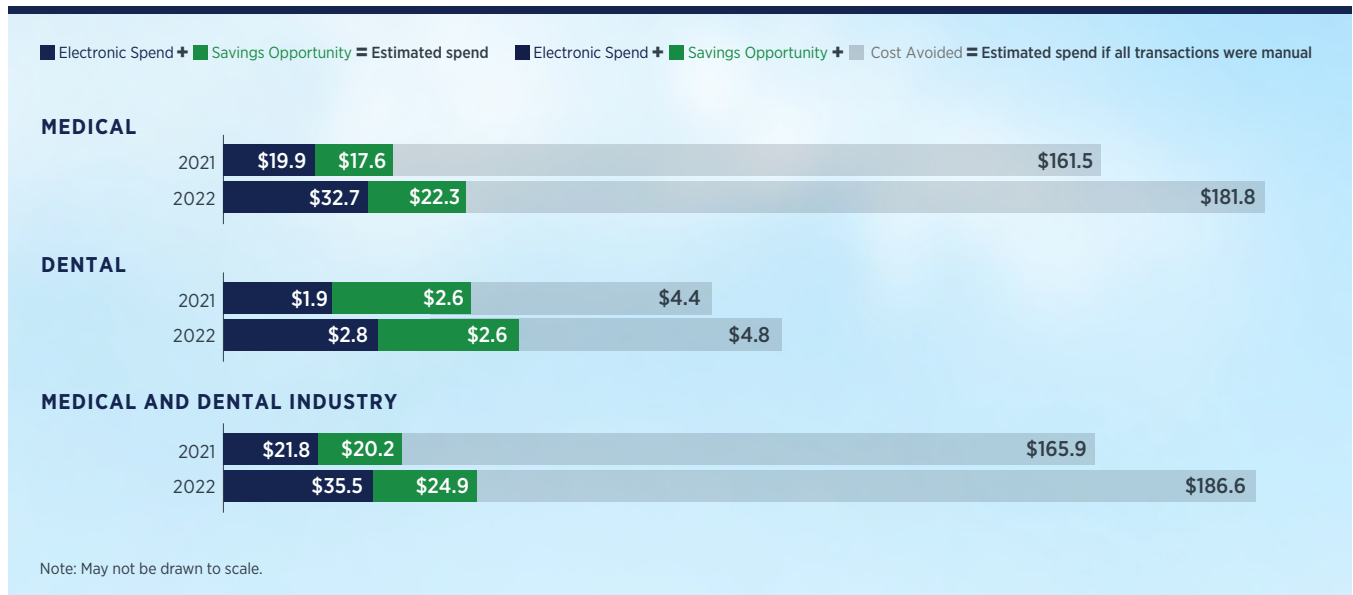 Electronic Spend + Savings Opportunity = Estimated spend Electronic Spend + Savings Opportunity + Cost Avoided = Estimated spend if all transactions were manual
MEDICAL
2021 $19.9 $17.6 $161.5
2022 $32.7 $22.3 $181.8
DENTAL
2021 $1.9 $2.6 $4.4
2022 $2.8 $2.6 $4.8
MEDICAL AND DENTAL INDUSTRY
2021 $21.8 $20.2 $165.9
2022 $35.5 $24.9 $186.6
Note: May not be drawn to scale.